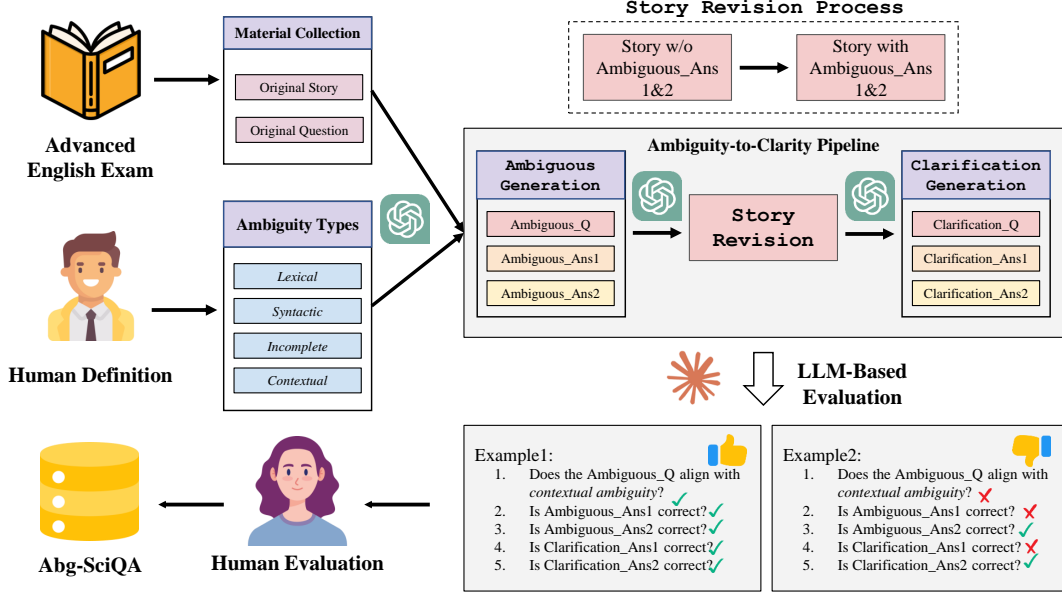 Story Revision Process
Story w/o
Ambiguous_Ans
1&2
Story with
Ambiguous_Ans
1&2
Material Collection
Original Story
Original Question
Advanced
English Exam
Ambiguity Types
Lexical
Syntactic
Incomplete
Contextual
Human Definition
Ambiguity-to-Clarity Pipeline
Ambiguous
Generation
Ambiguous_Q
Ambiguous_Ans1
Ambiguous_Ans2
Story
Revision
Clarification
Generation
Clarification_Q
Clarification_Ans1
Clarification_Ans2
LLM-Based
Evaluation
Example1:
1. Does the Ambiguous_Q align with
contextual ambiguity?
2. Is Ambiguous_Ans1 correct?
3. Is Ambiguous_Ans2 correct?
4. Is Clarification_Ans1 correct?
5. Is Clarification_Ans2 correct?
Example2:
1. Does the Ambiguous_Q align with
contextual ambiguity?
2. Is Ambiguous_Ans1 correct?
3. Is Ambiguous_Ans2 correct?
4. Is Clarification_Ans1 correct?
5. Is Clarification_Ans2 correct?
Human Evaluation
Abg-SciQA